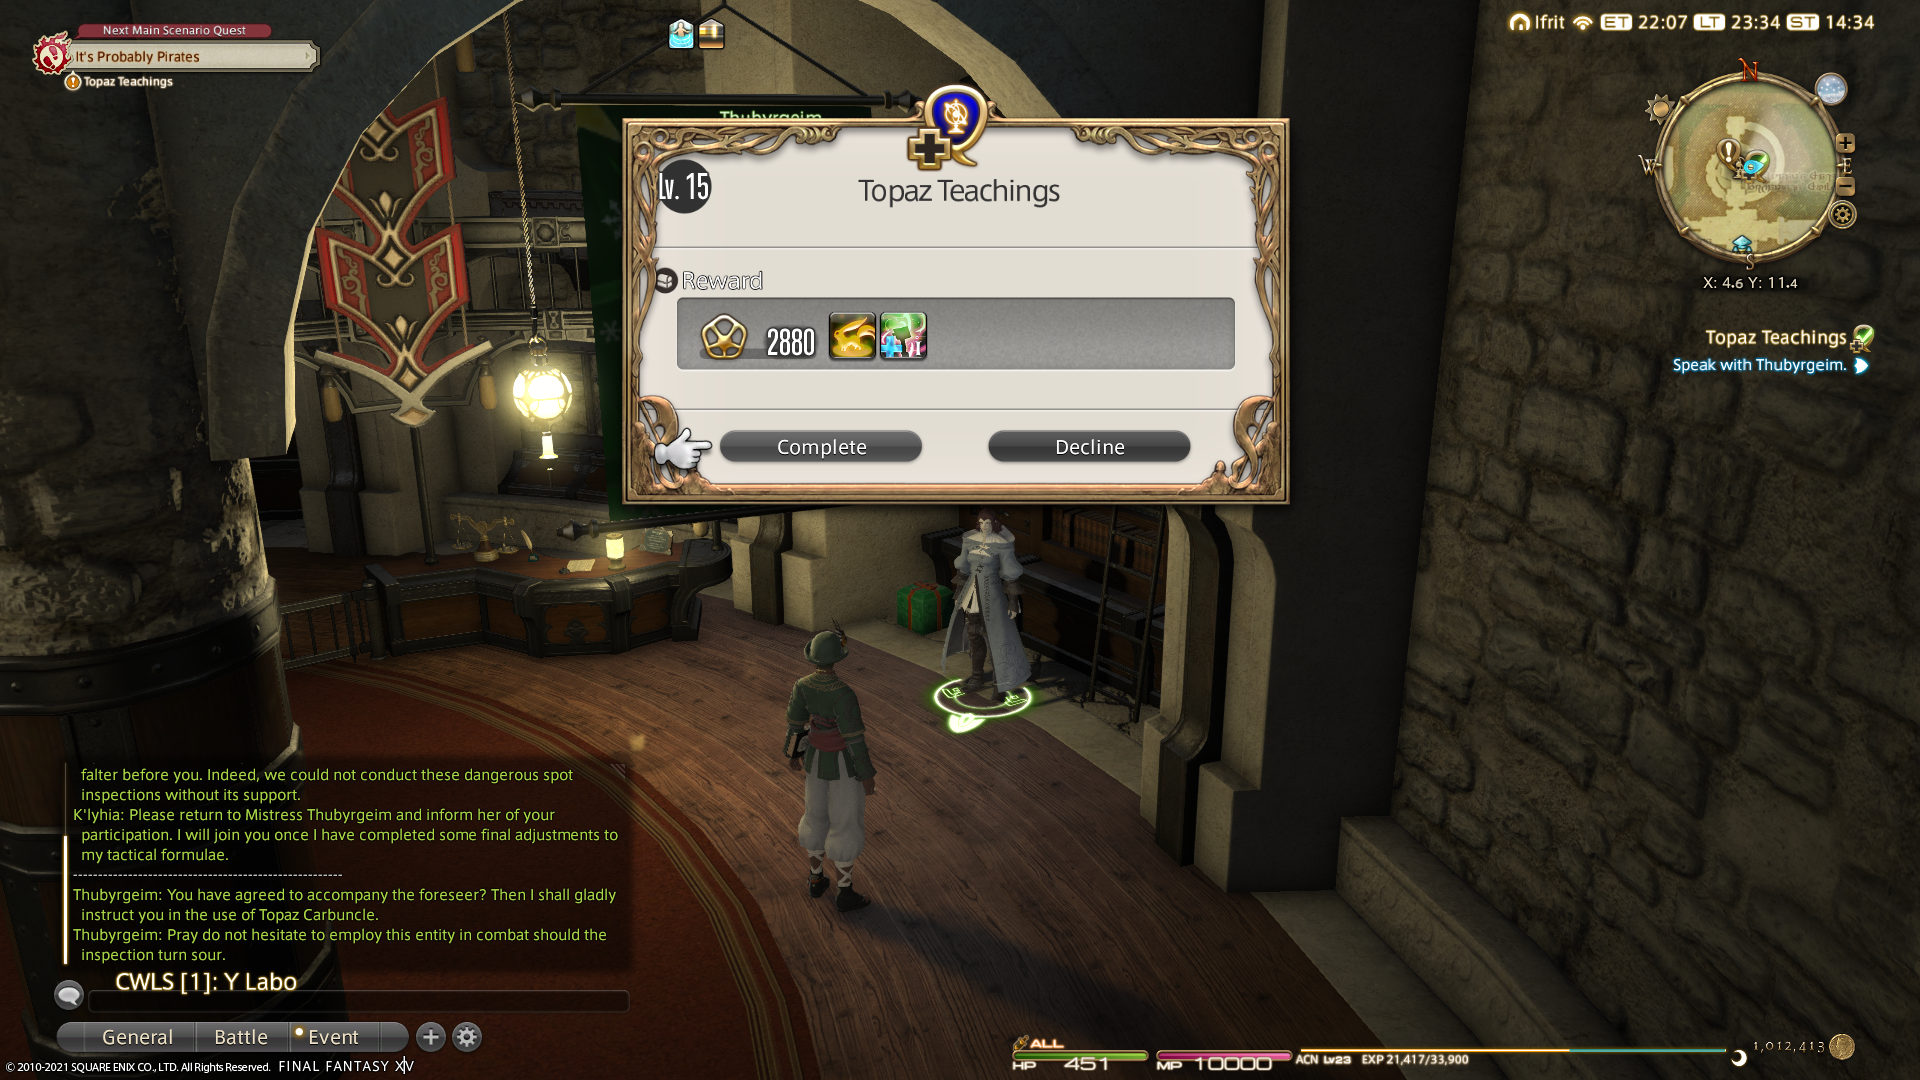 Next Main Scenario Quest
It's Probably Pirates
Topaz Teachings
Ifrit ET 22:07 LT 23:34 ST 14:34
N
W
E
S
X: 4.6 Y: 11.4
Topaz Teachings
Speak with Thubyrgeim.
Thubyrgeim
Lv. 15
Topaz Teachings
Reward
2880
I
Complete
Decline
falter before you. Indeed, we could not conduct these dangerous spot
inspections without its support.
K'lyhia: Please return to Mistress Thubyrgeim and inform her of your
participation. I will join you once I have completed some final adjustments to
my tactical formulae.
------------------------------------------------------
Thubyrgeim: You have agreed to accompany the foreseer? Then I shall gladly
instruct you in the use of Topaz Carbuncle.
Thubyrgeim: Pray do not hesitate to employ this entity in combat should the
inspection turn sour.
CWLS [1]: Y Labo
General
Battle
Event
© 2010-2021 SQUARE ENIX CO., LTD. All Rights Reserved. FINAL FANTASY XIV
ALL
HP 451
MP 10000
ACN Lv23 EXP 21,417/33,900
1,012,413